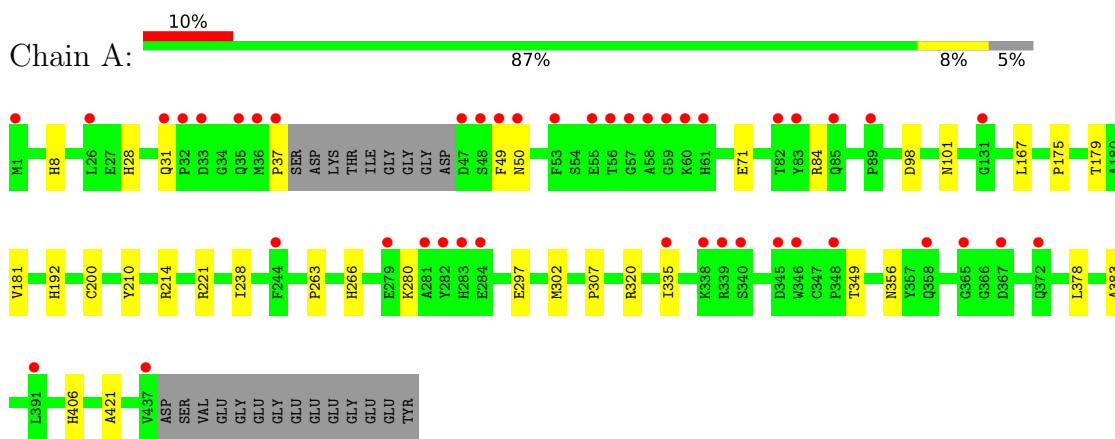 10%
Chain A:
87% 8% 5%
M1 H8 L26 E27 H28 Q31 P32 D33 G34 Q35 M36 P37 SER ASP LYS THR ILE GLY GLY GLY ASP D47 S48 F49 N50 F53 S54 E55 T56 G57 A58 G59 K60 H61 E71 T82 Y83 R84 Q85 P89 D98 N101 G131 L167 P175 T179 A180
V181 H192 C200 Y210 R214 R221 I238 F244 P263 H266 E279 K280 A281 Y282 H283 E284 E297 M302 P307 R320 I335 K338 R339 S340 D345 W346 C347 P348 T349 N356 Y357 Q358 G365 G366 D367 Q372 L378 A383
L391 H406 A421 V437 ASP SER VAL GLU GLY GLU GLY GLU GLU GLU GLY GLU GLU TYR